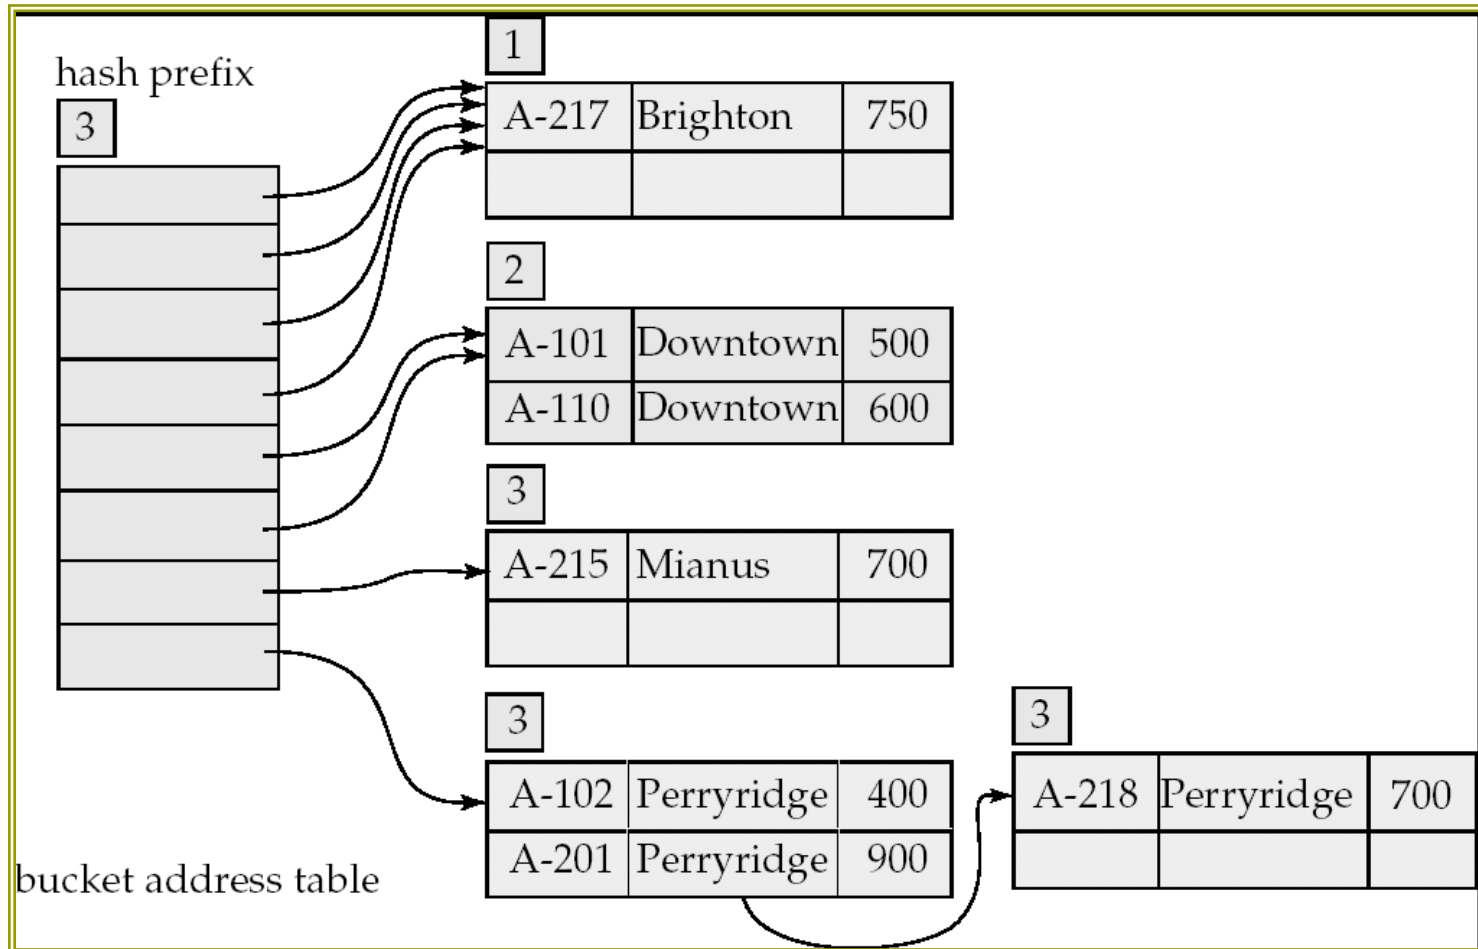 hash prefix
3
1
A-217 Brighton 750
2
A-101 Downtown 500
A-110 Downtown 600
3
A-215 Mianus 700
3
A-102 Perryridge 400
A-201 Perryridge 900
3
A-218 Perryridge 700
bucket address table